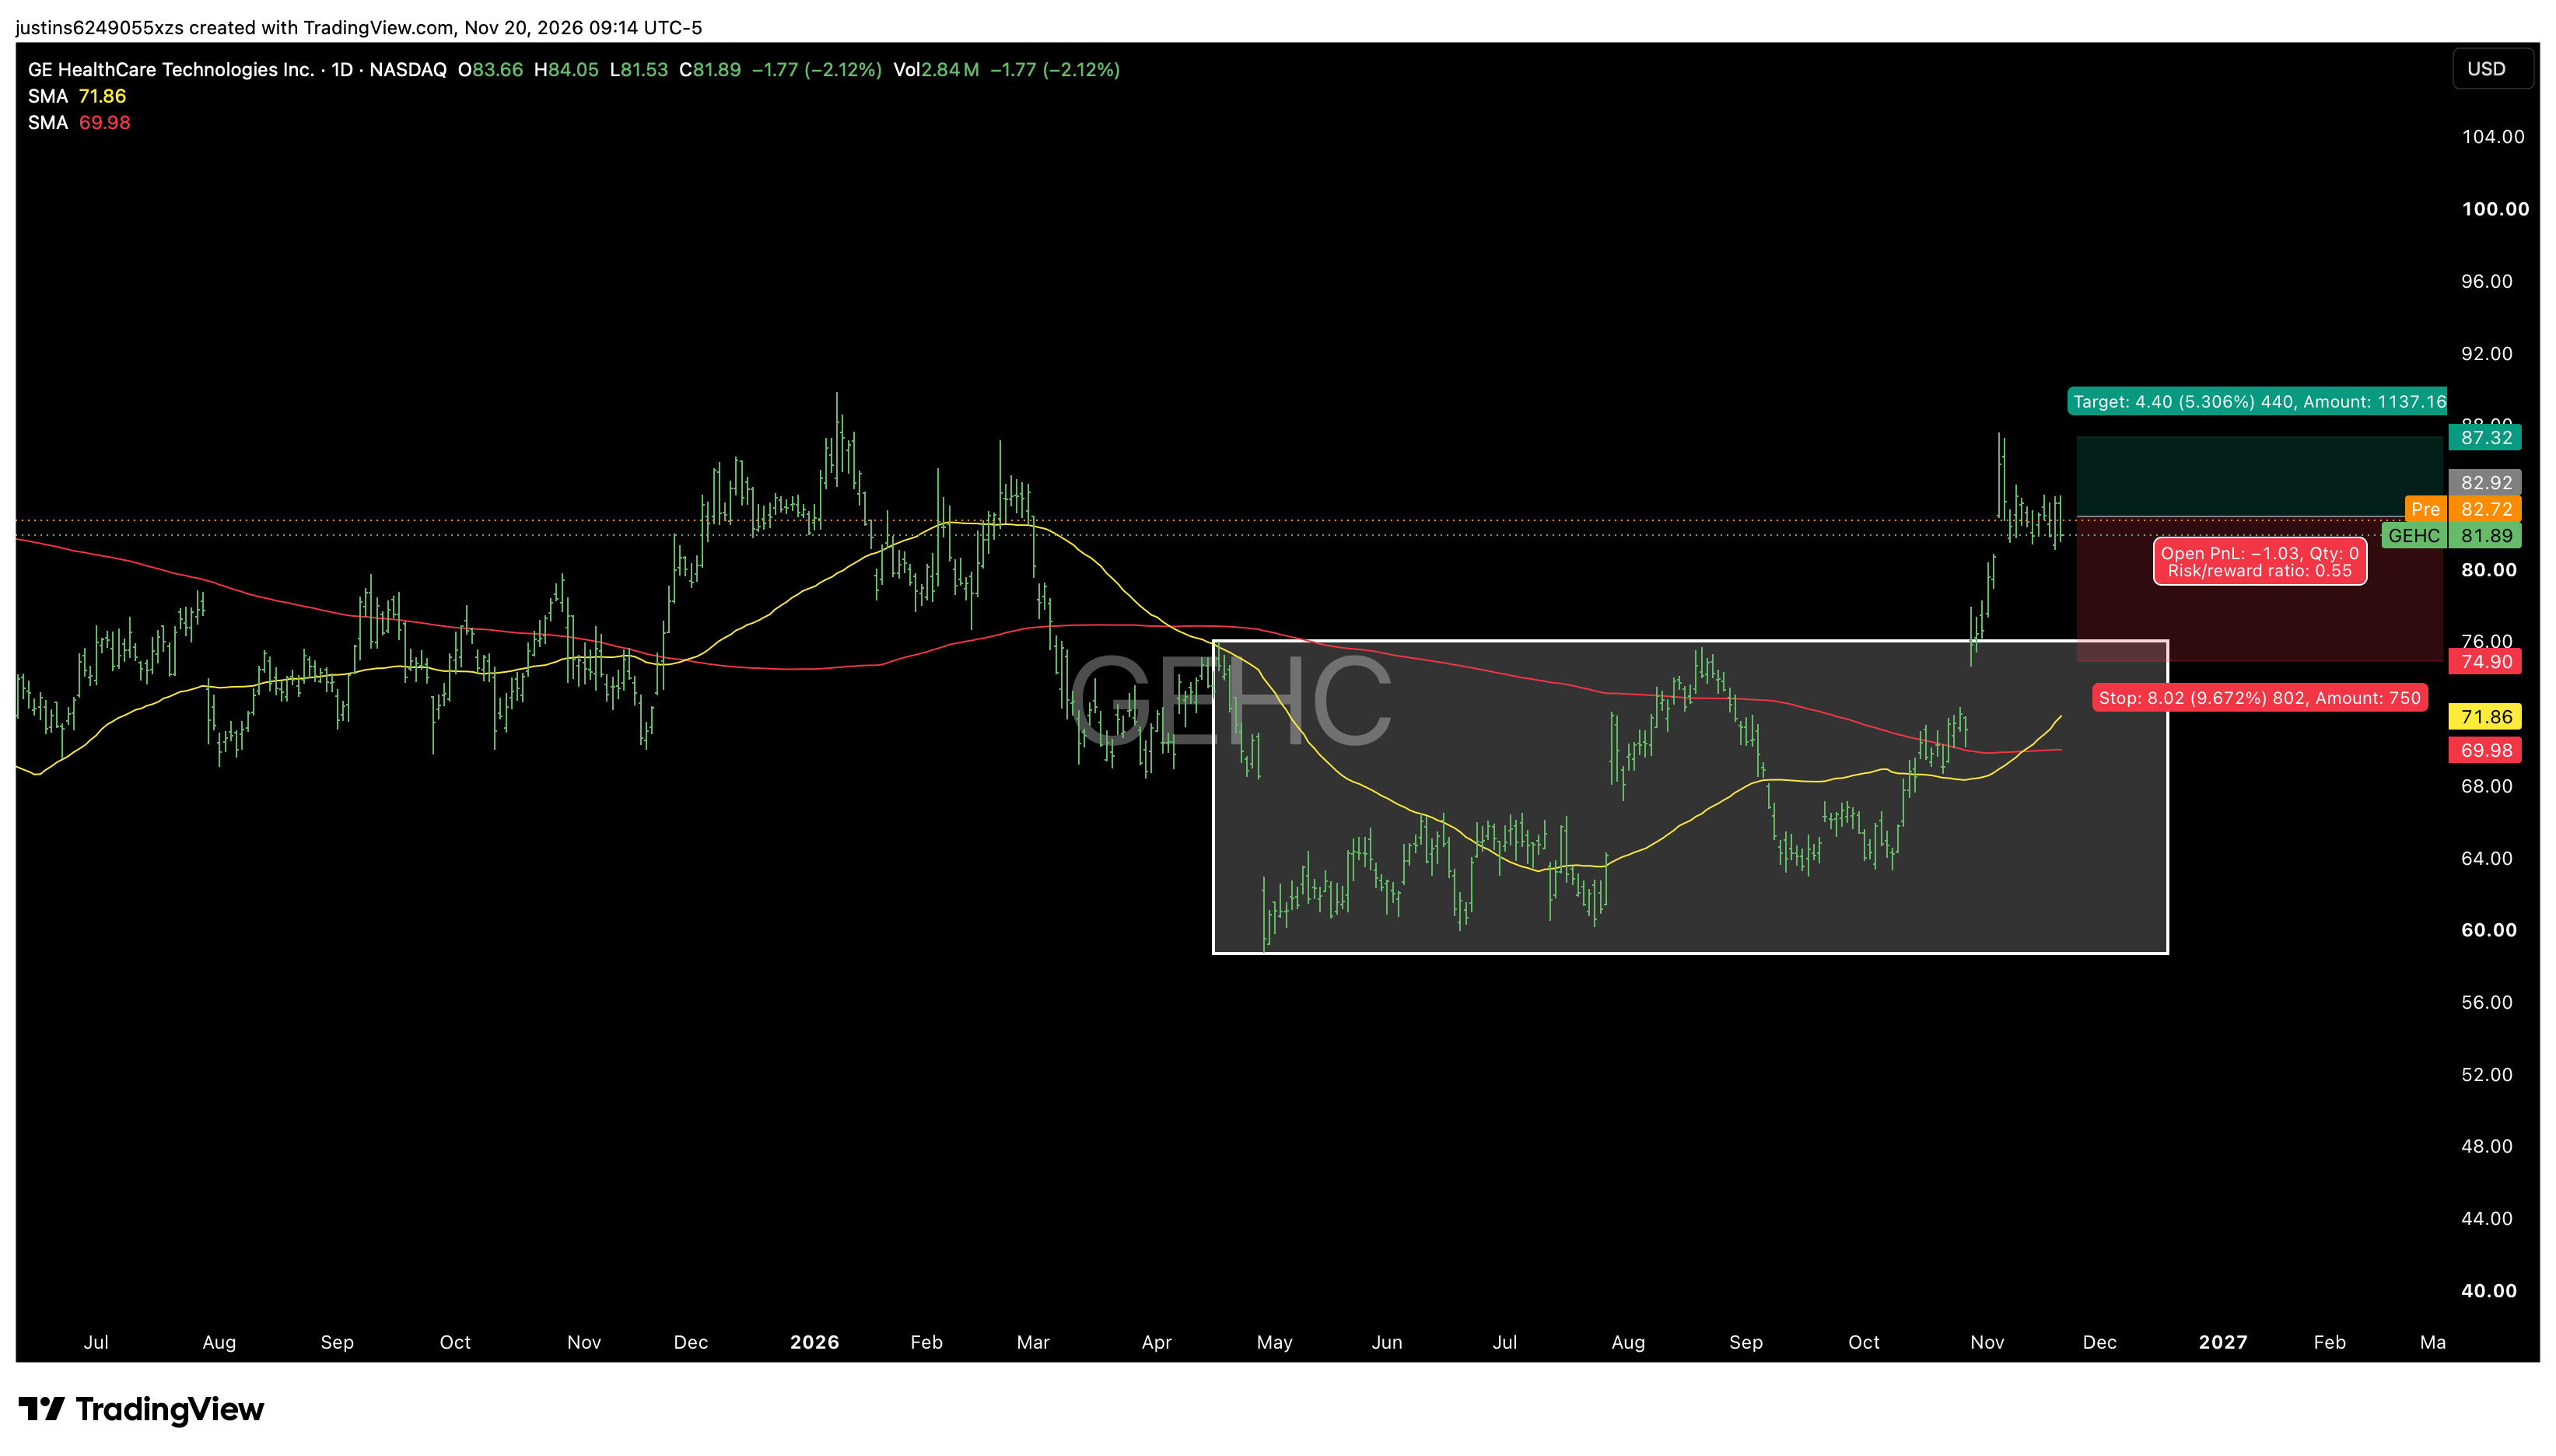 justins6249055xzs created with TradingView.com, Nov 20, 2026 09:14 UTC-5
GE HealthCare Technologies Inc. · 1D · NASDAQ O83.66 H84.05 L81.53 C81.89 −1.77 (−2.12%) Vol2.84 M −1.77 (−2.12%)
USD
SMA 71.86
SMA 69.98
104.00
100.00
96.00
92.00
Target: 4.40 (5.306%) 440, Amount: 1137.16
88.00
87.32
82.92
Pre 82.72
GEHC 81.89
Open PnL: −1.03, Qty: 0
Risk/reward ratio: 0.55
80.00
76.00
74.90
GEHC
Stop: 8.02 (9.672%) 802, Amount: 750
71.86
69.98
68.00
64.00
60.00
56.00
52.00
48.00
44.00
40.00
Jul Aug Sep Oct Nov Dec 2026 Feb Mar Apr May Jun Jul Aug Sep Oct Nov Dec 2027 Feb Ma
TradingView